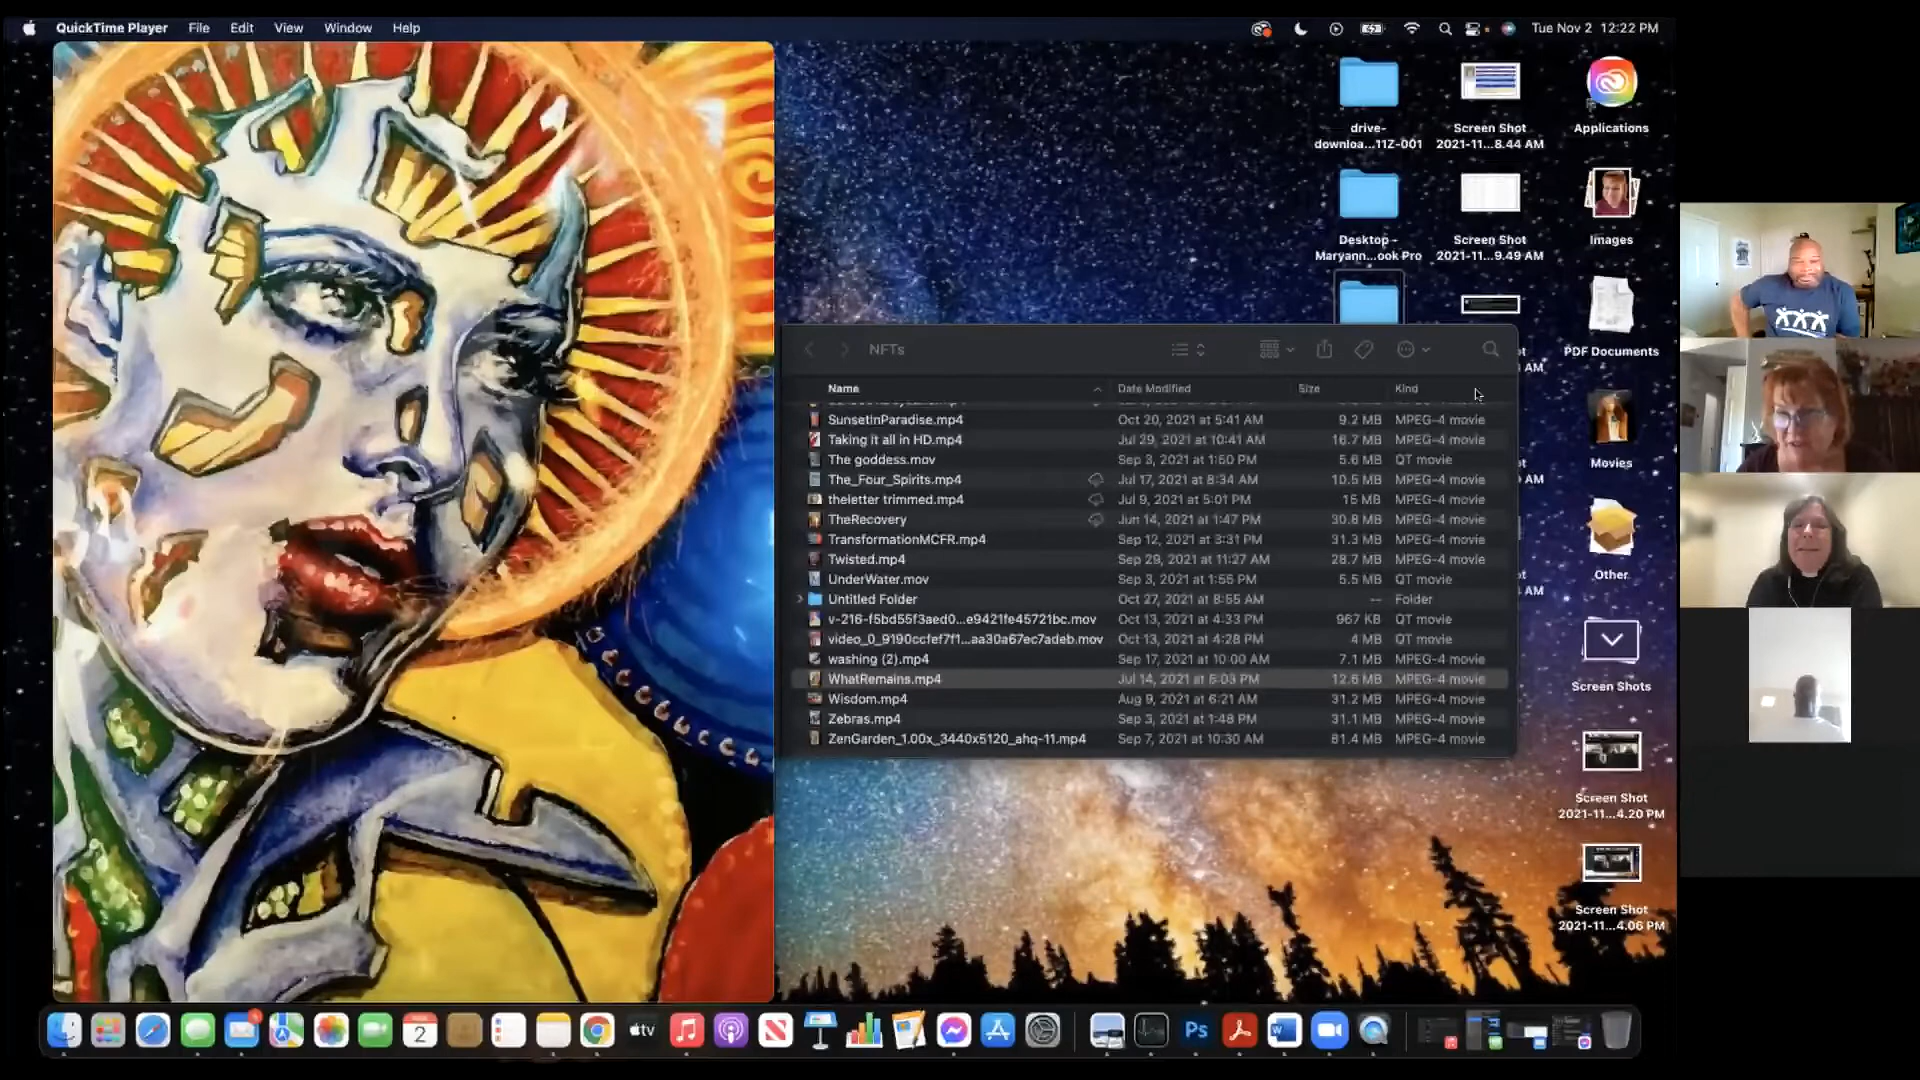 QuickTime Player File Edit View Window Help Tue Nov 2 12:22 PM
drive-
downloa...11Z-001
Screen Shot
2021-11...8.44 AM
Applications
Desktop -
Maryann...ook Pro
Screen Shot
2021-11...9.49 AM
Images
PDF Documents
AM
Movies
AM
Other
AM
Screen Shots
Screen Shot
2021-11...4.20 PM
Screen Shot
2021-11...4.06 PM
NFTs
Name Date Modified Size Kind
SunsetInParadise.mp4 Oct 20, 2021 at 5:41 AM 9.2 MB MPEG-4 movie
Taking it all in HD.mp4 Jul 29, 2021 at 10:41 AM 16.7 MB MPEG-4 movie
The goddess.mov Sep 3, 2021 at 1:50 PM 5.6 MB QT movie
The_Four_Spirits.mp4 Jul 17, 2021 at 8:34 AM 10.5 MB MPEG-4 movie
theletter trimmed.mp4 Jul 9, 2021 at 5:01 PM 15 MB MPEG-4 movie
TheRecovery Jun 14, 2021 at 1:47 PM 30.8 MB MPEG-4 movie
TransformationMCFR.mp4 Sep 12, 2021 at 3:31 PM 31.3 MB MPEG-4 movie
Twisted.mp4 Sep 29, 2021 at 11:27 AM 28.7 MB MPEG-4 movie
UnderWater.mov Sep 3, 2021 at 1:55 PM 5.5 MB QT movie
Untitled Folder Oct 27, 2021 at 8:55 AM -- Folder
v-216-f5bd55f3aed0...e9421fe45721bc.mov Oct 13, 2021 at 4:33 PM 967 KB QT movie
video_0_9190ccfef7f1...aa30a67ec7adeb.mov Oct 13, 2021 at 4:28 PM 4 MB QT movie
washing (2).mp4 Sep 17, 2021 at 10:00 AM 7.1 MB MPEG-4 movie
WhatRemains.mp4 Jul 14, 2021 at PM 12.6 MB MPEG-4 movie
Wisdom.mp4 Aug 9, 2021 at 6:21 AM 31.2 MB MPEG-4 movie
Zebras.mp4 Sep 3, 2021 at 1:48 PM 31.1 MB MPEG-4 movie
ZenGarden_1.00x_3440x5120_ahq-11.mp4 Sep 7, 2021 at 10:30 AM 81.4 MB MPEG-4 movie
2
tv
Ps
W